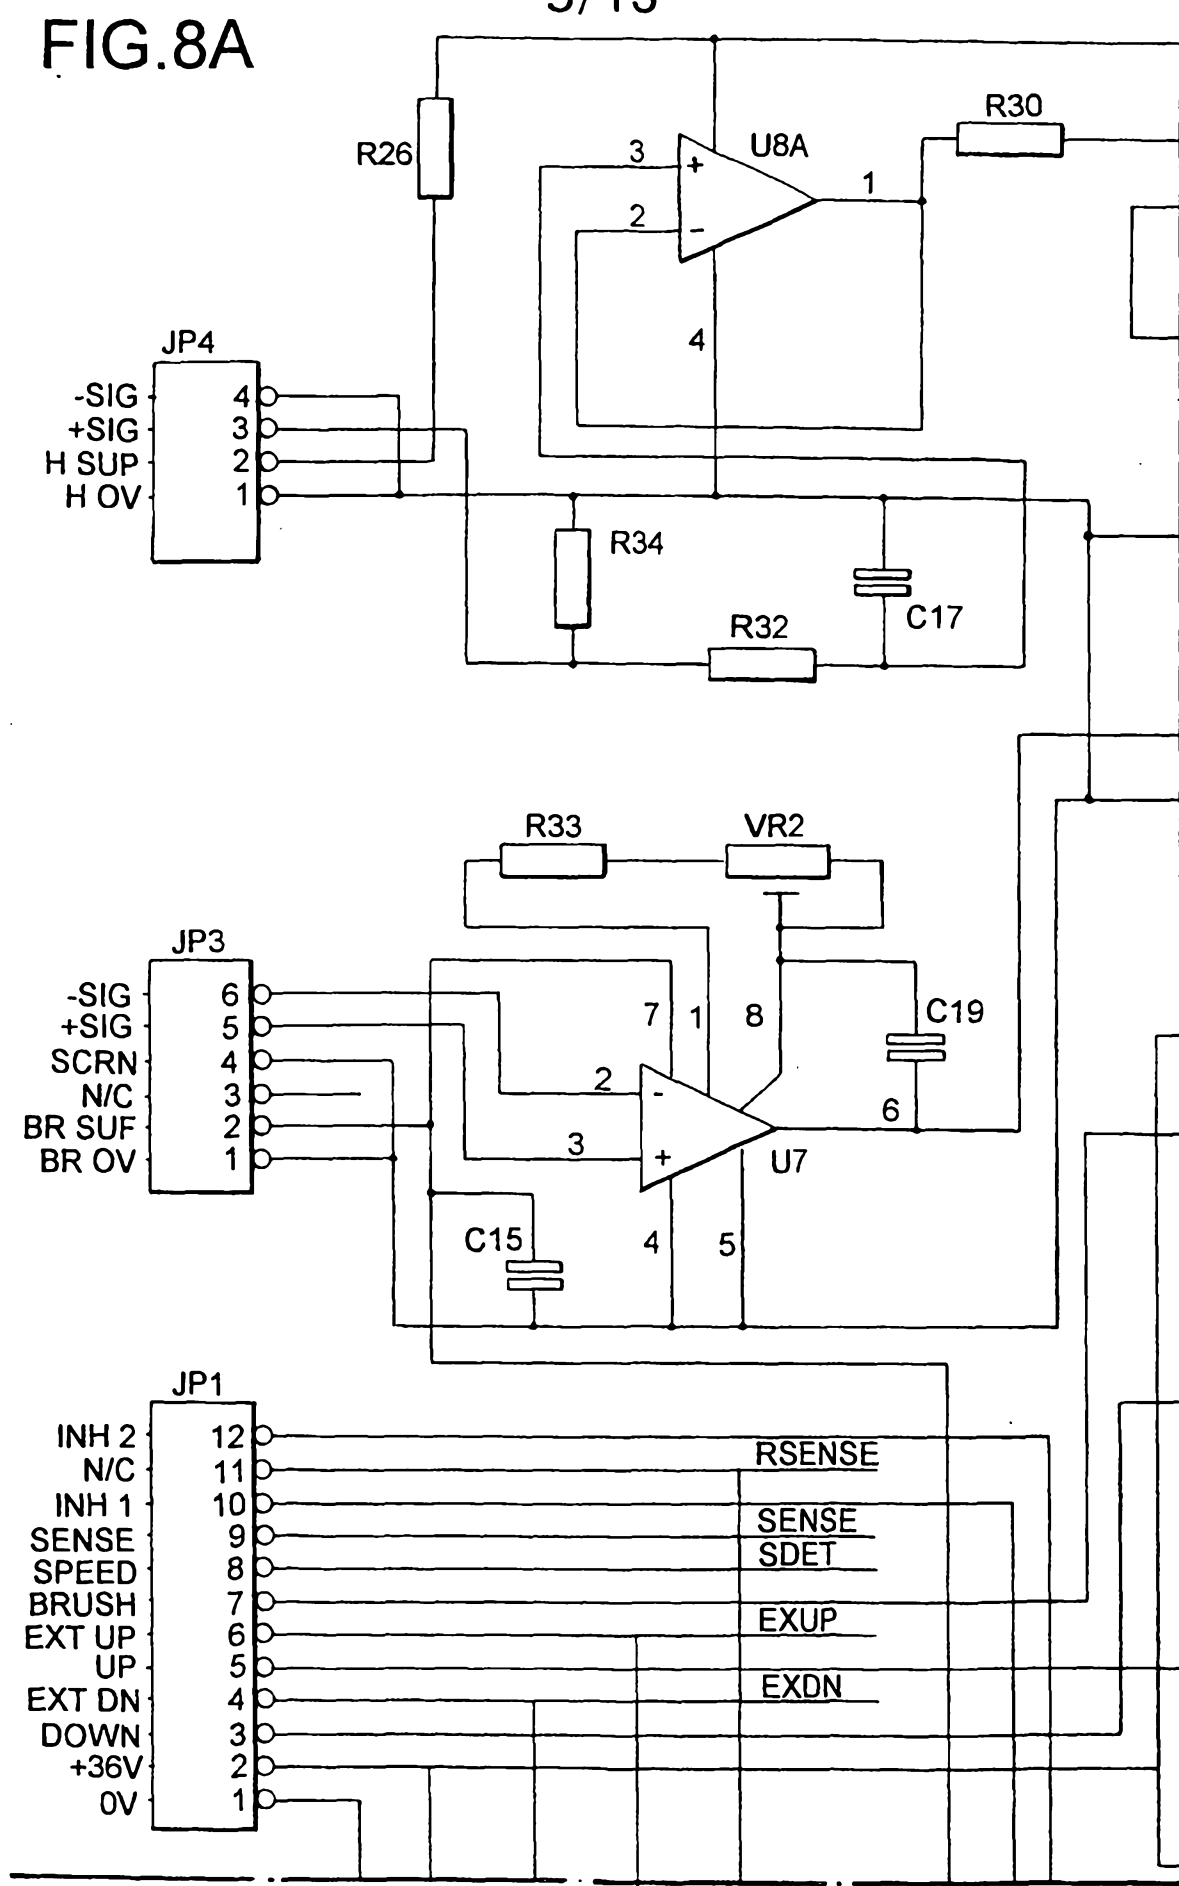 FIG.8A
R26
U8A
R30
3
+
1
2
-
4
JP4
-SIG 4
+SIG 3
H SUP 2
H OV 1
R34
C17
R32
R33
VR2
JP3
-SIG 6
+SIG 5
SCRN 4
N/C 3
BR SUF 2
BR OV 1
7
1
8
C19
2
-
6
3
+
U7
C15
4
5
JP1
INH 2 12
N/C 11
RSENSE
INH 1 10
SENSE 9
SENSE
SPEED 8
SDET
BRUSH 7
EXT UP 6
EXUP
UP 5
EXT DN 4
EXDN
DOWN 3
+36V 2
0V 1